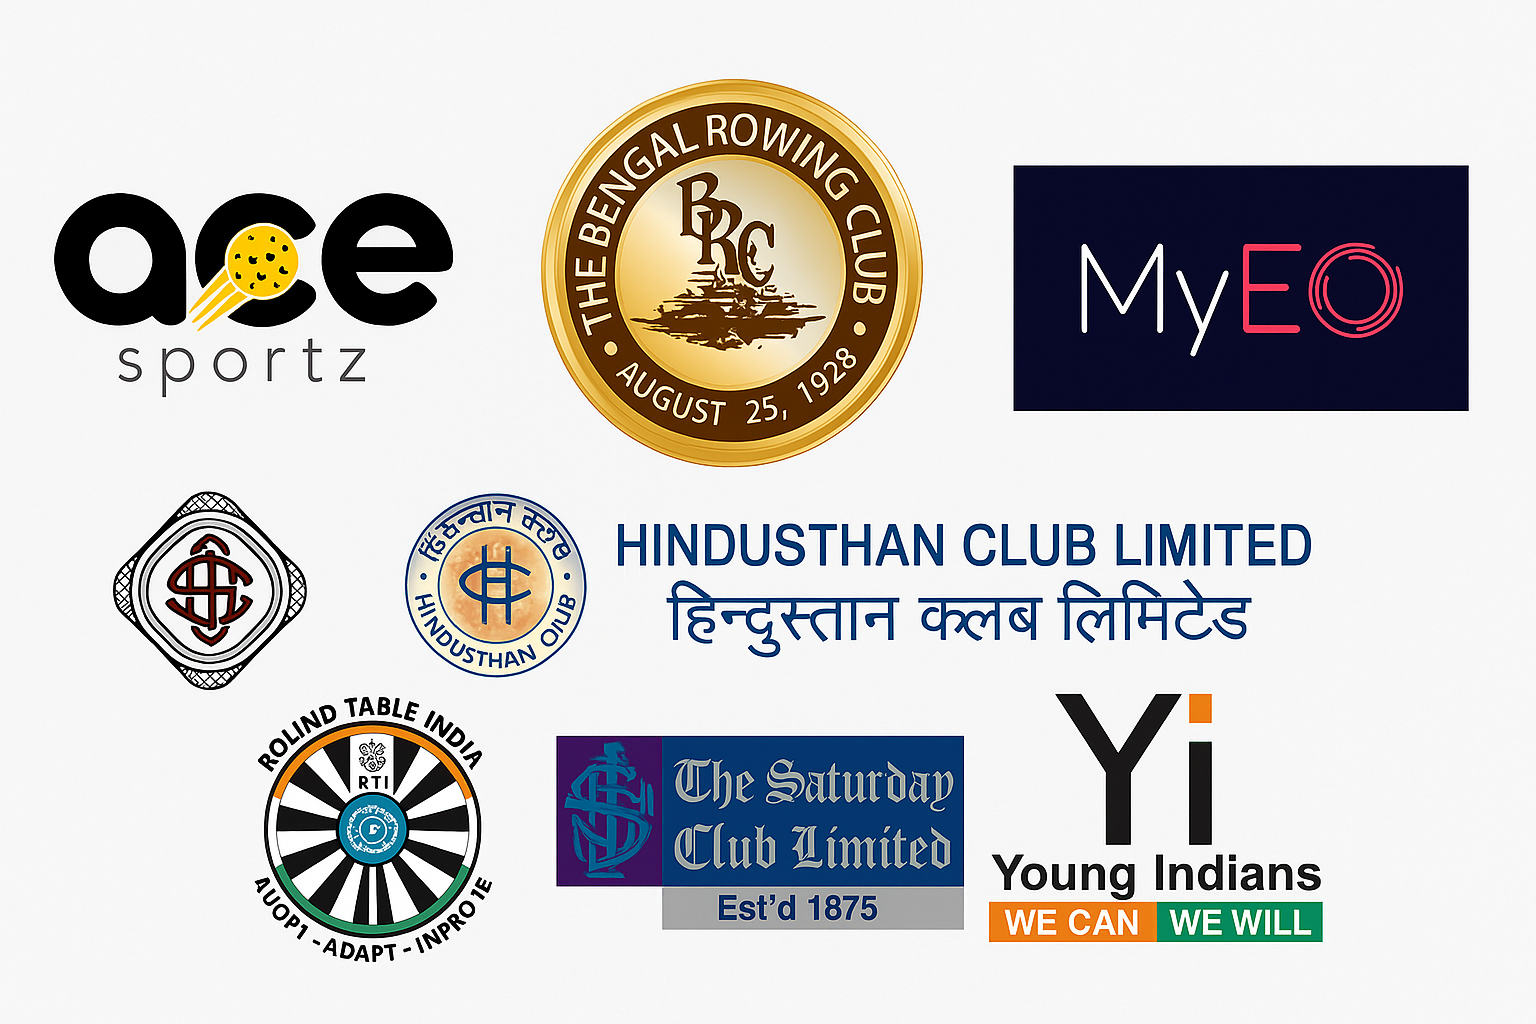 ace
sportz
THE BENGAL ROWING CLUB
BRC
AUGUST 25, 1928
MyEO
हिन्दुस्तान क्लब
HINDUSTHAN OIUB
HINDUSTHAN CLUB LIMITED
हिन्दुस्तान क्लब लिमिटेड
ROLIND TABLE INDIA
RTI
AUOP1 - ADAPT - INPRO1E
The Saturday
Club Limited
Est'd 1875
Yi
Young Indians
WE CAN WE WILL